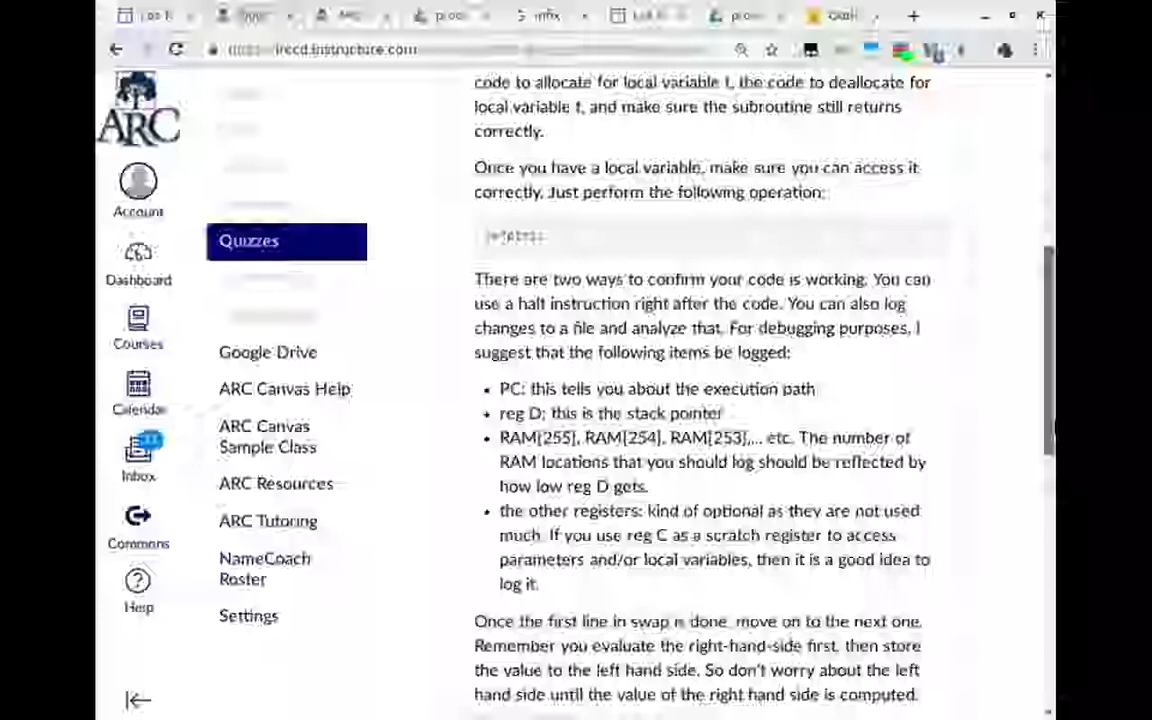 lrccd.instructure.com
ARC
Account
Dashboard
Courses
Calendar
Inbox
Commons
Help
Quizzes
Google Drive
ARC Canvas Help
ARC Canvas
Sample Class
ARC Resources
ARC Tutoring
NameCoach
Roster
Settings
code to allocate for local variable t, the code to deallocate for
local variable t, and make sure the subroutine still returns
correctly.
Once you have a local variable, make sure you can access it
correctly. Just perform the following operation:
There are two ways to confirm your code is working. You can
use a halt instruction right after the code. You can also log
changes to a file and analyze that. For debugging purposes, I
suggest that the following items be logged:
• PC: this tells you about the execution path
• reg D: this is the stack pointer
• RAM[255], RAM[254], RAM[253],... etc. The number of
RAM locations that you should log should be reflected by
how low reg D gets.
• the other registers: kind of optional as they are not used
much. If you use reg C as a scratch register to access
parameters and/or local variables, then it is a good idea to
log it.
Once the first line in swap is done, move on to the next one.
Remember you evaluate the right-hand-side first, then store
the value to the left hand side. So don't worry about the left
hand side until the value of the right hand side is computed.